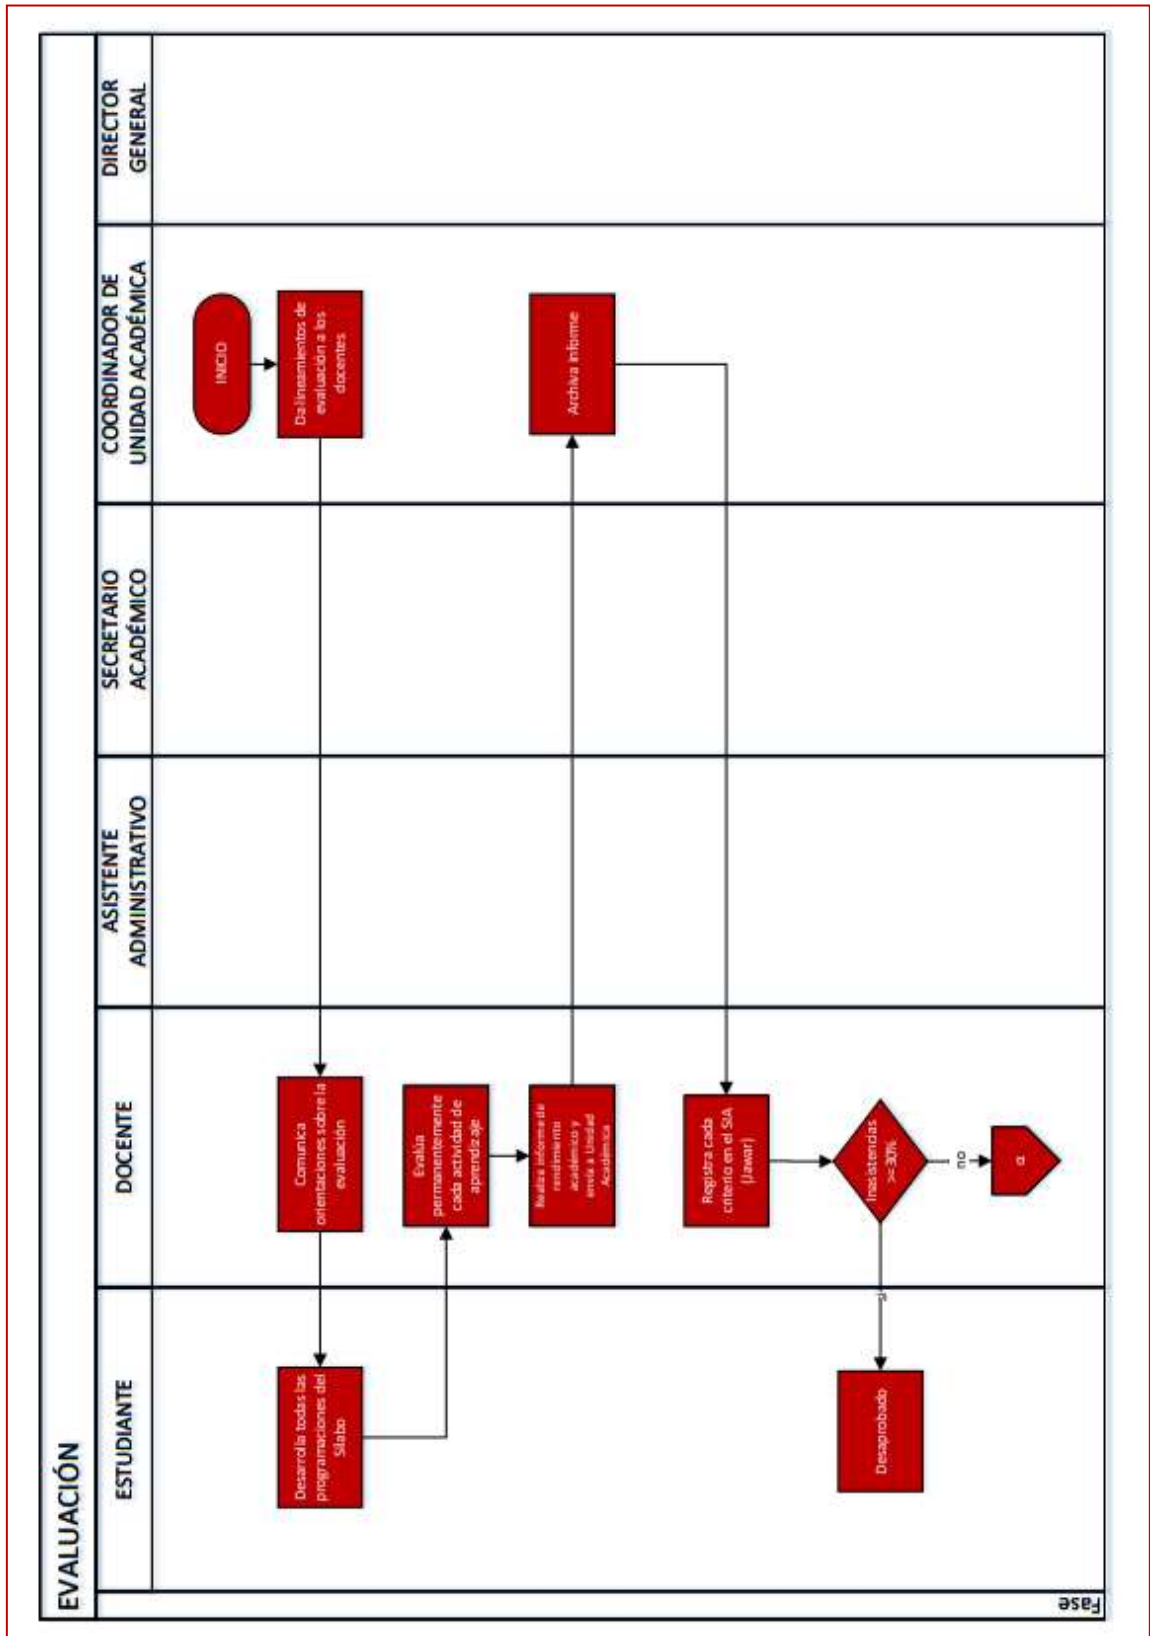 EVALUACIÓN
ESTUDIANTE
DOCENTE
ASISTENTE
ADMINISTRATIVO
SECRETARIO
ACADÉMICO
COORDINADOR DE
UNIDAD ACADÉMICA
DIRECTOR
GENERAL
Fase
INICIO
Da lineamientos de
evaluación a los
docentes
Comunica
orientaciones sobre la
evaluación
Desarrolla todas las
programaciones del
Sílabo
Evalúa
permanentemente
cada actividad de
aprendizaje
Realiza informe de
rendimiento
académico y
envía a Unidad
Académica
Archiva informe
Registra cada
criterio en el SIA
(Jawar)
Inasistencias
>=30%
si
no
α
Desaprobado